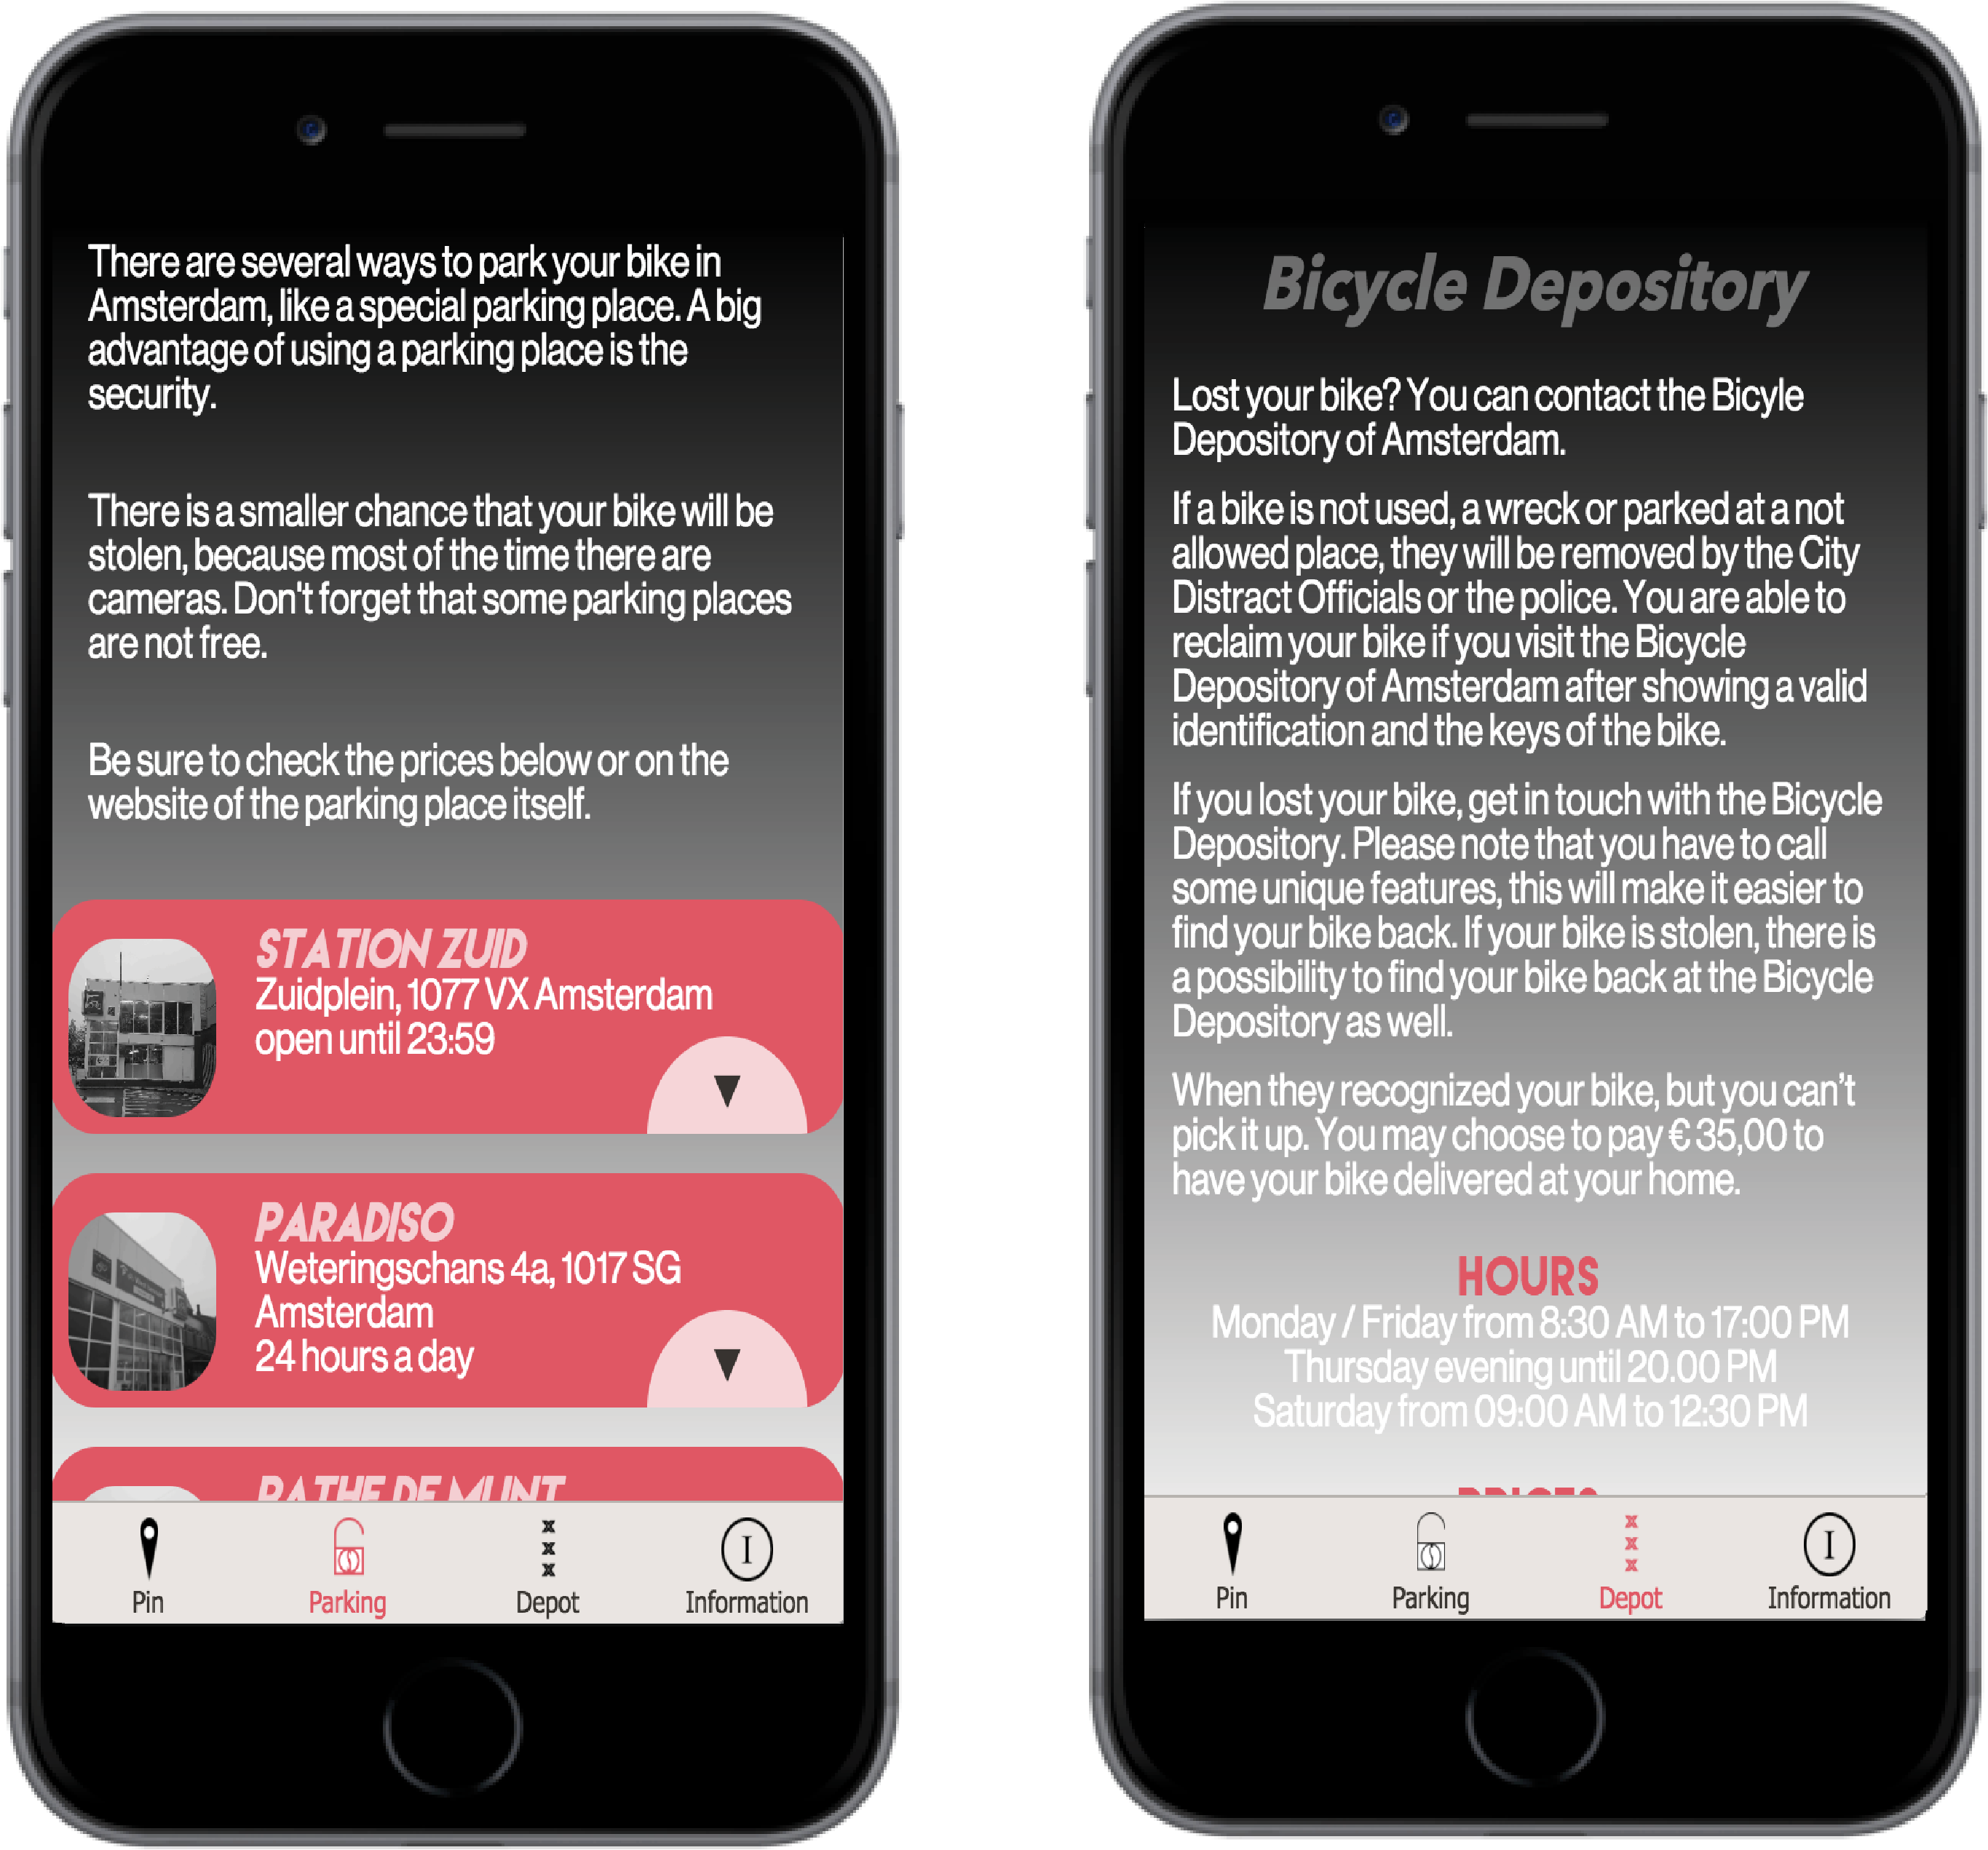 There are several ways to park your bike in
Amsterdam, like a special parking place. A big
advantage of using a parking place is the
security.
There is a smaller chance that your bike will be
stolen, because most of the time there are
cameras. Don't forget that some parking places
are not free.
Be sure to check the prices below or on the
website of the parking place itself.
STATION ZUID
Zuidplein, 1077 VX Amsterdam
open until 23:59
PARADISO
Weteringschans 4a, 1017 SG
Amsterdam
24 hours a day
PATHE DE MUNT
Pin
Parking
Depot
Information
Bicycle Depository
Lost your bike? You can contact the Bicyle
Depository of Amsterdam.
If a bike is not used, a wreck or parked at a not
allowed place, they will be removed by the City
Distract Officials or the police. You are able to
reclaim your bike if you visit the Bicycle
Depository of Amsterdam after showing a valid
identification and the keys of the bike.
If you lost your bike, get in touch with the Bicycle
Depository. Please note that you have to call
some unique features, this will make it easier to
find your bike back. If your bike is stolen, there is
a possibility to find your bike back at the Bicycle
Depository as well.
When they recognized your bike, but you can’t
pick it up. You may choose to pay € 35,00 to
have your bike delivered at your home.
HOURS
Monday / Friday from 8:30 AM to 17:00 PM
Thursday evening until 20.00 PM
Saturday from 09:00 AM to 12:30 PM
PRICES
Pin
Parking
Depot
Information